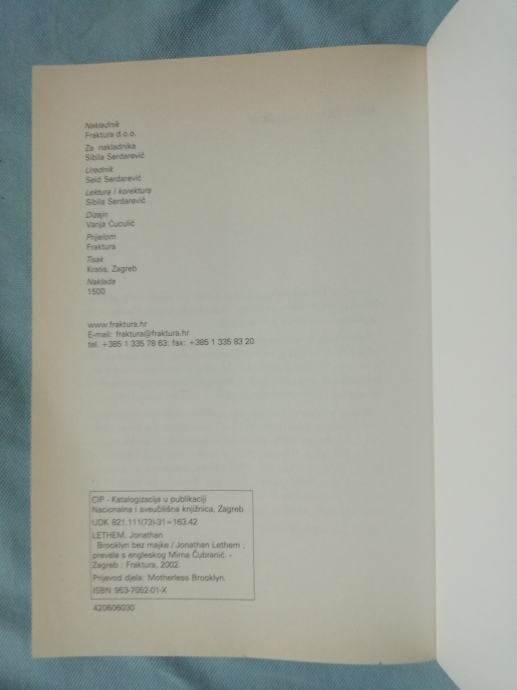 Nakladnik
Fraktura d.o.o.
Za nakladnika
Sibila Serdarević
Urednik
Seid Serdarević
Lektura i korektura
Sibila Serdarević
Dizajn
Vanja Cuculić
Prijelom
Fraktura
Tisak
Kratis, Zagreb
Naklada
1500
www.fraktura.hr
E-mail: fraktura@fraktura.hr
tel. +385 1 335 78 63; fax: +385 1 335 83 20
CIP - Katalogizacija u publikaciji
Nacionalna i sveučilišna knjižnica, Zagreb
UDK 821.111(73)-31=163.42
LETHEM, Jonathan
Brooklyn bez majke / Jonathan Lethem ;
prevela s engleskog Mirna Čubranić. -
Zagreb : Fraktura, 2002.
Prijevod djela: Motherless Brooklyn.
ISBN 953-7052-01-X
420606030